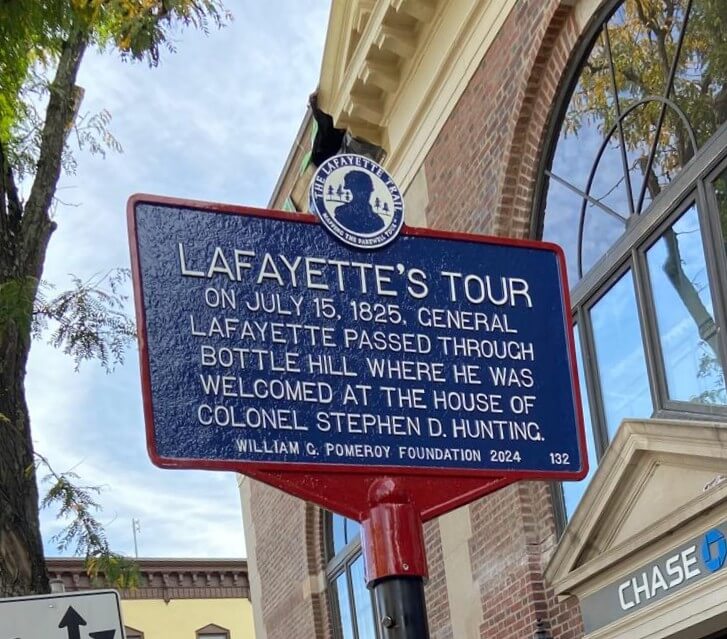 THE LAFAYETTE TRAIL
MAPPING THE FAREWELL TOUR
LAFAYETTE'S TOUR
ON JULY 15, 1825, GENERAL
LAFAYETTE PASSED THROUGH
BOTTLE HILL WHERE HE WAS
WELCOMED AT THE HOUSE OF
COLONEL STEPHEN D. HUNTING.
WILLIAM G. POMEROY FOUNDATION 2024 132
CHASE